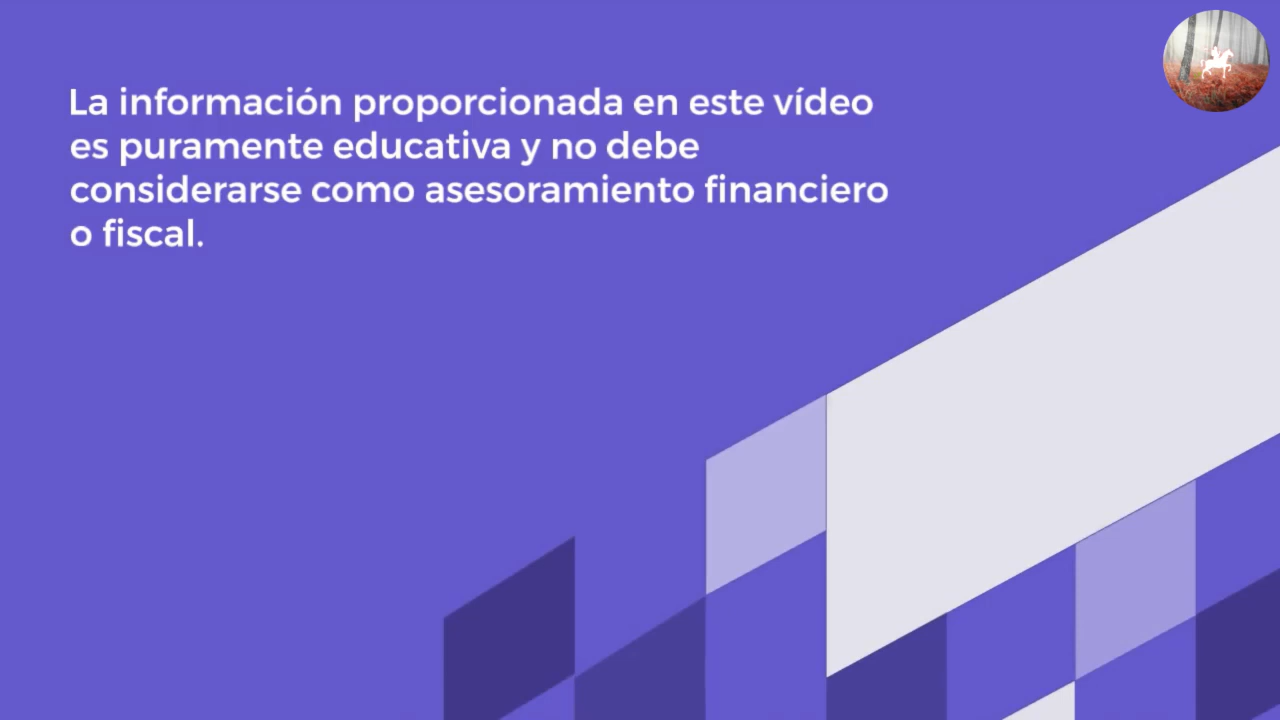 La información proporcionada en este vídeo
es puramente educativa y no debe
considerarse como asesoramiento financiero
o fiscal.